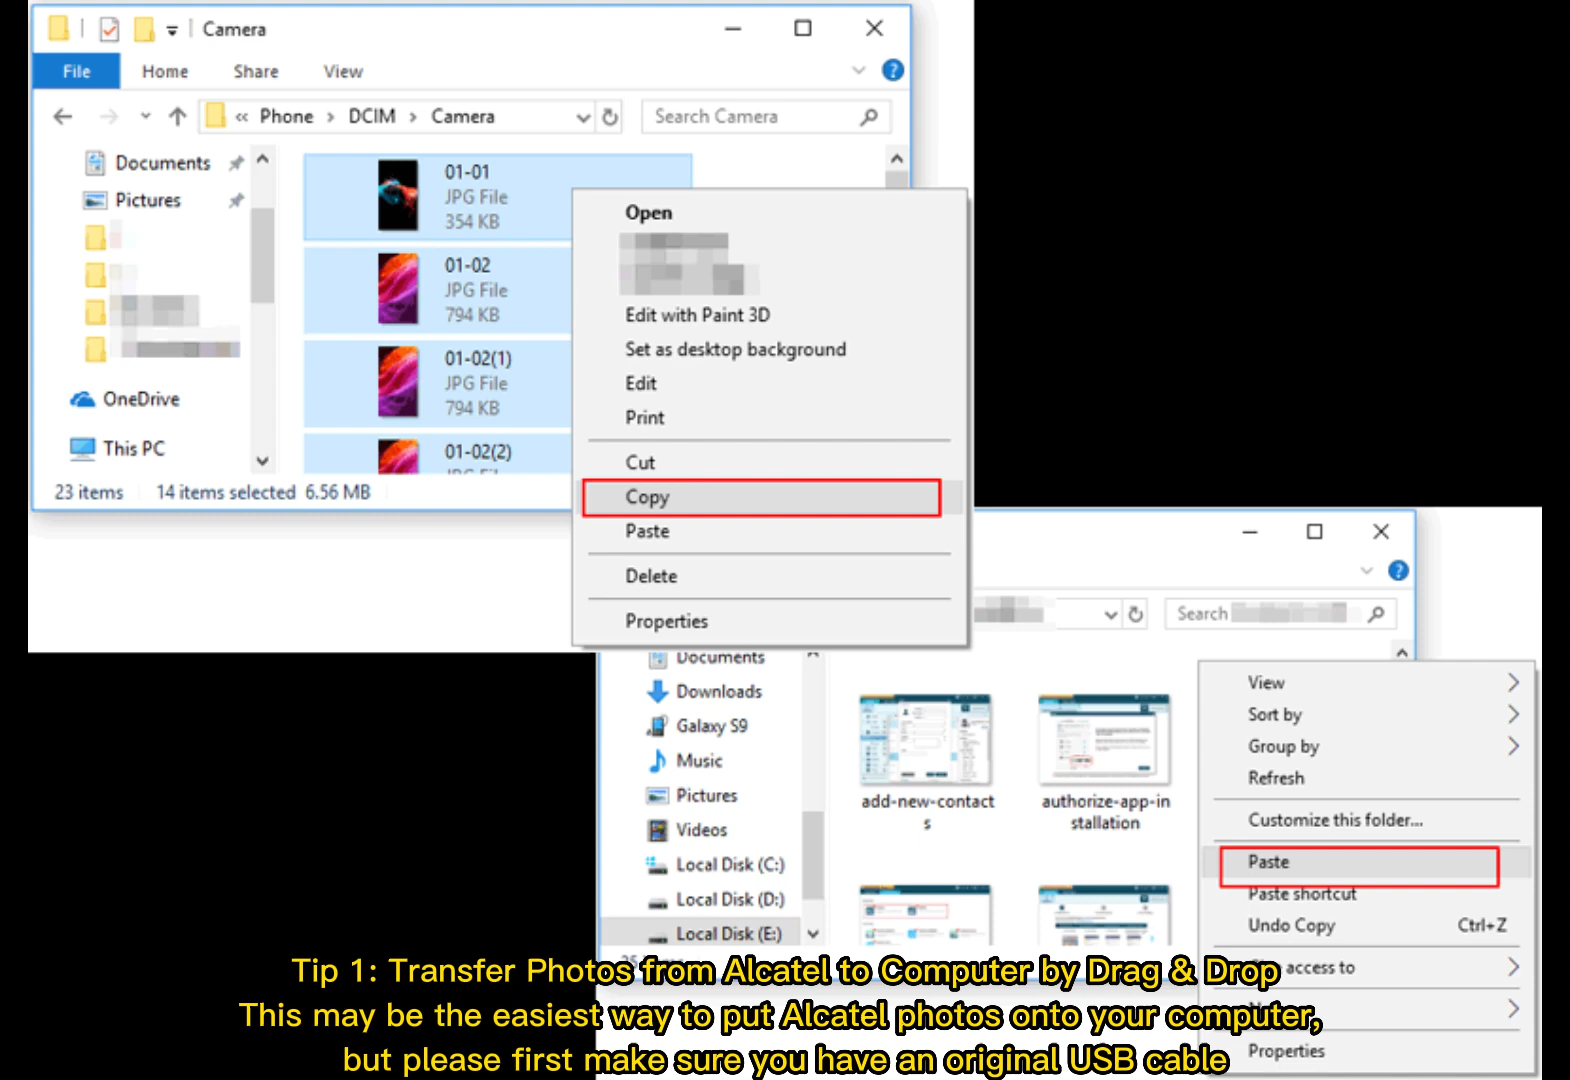 Camera
File Home Share View
« Phone > DCIM > Camera
Search Camera
Documents
Pictures
OneDrive
This PC
01-01
JPG File
354 KB
01-02
JPG File
794 KB
01-02(1)
JPG File
794 KB
01-02(2)
JPG File
23 items 14 items selected 6.56 MB
Open
Edit with Paint 3D
Set as desktop background
Edit
Print
Cut
Copy
Paste
Delete
Properties
Search
Documents
Downloads
Galaxy S9
Music
Pictures
Videos
Local Disk (C:)
Local Disk (D:)
Local Disk (E:)
add-new-contact
s
authorize-app-in
stallation
View
Sort by
Group by
Refresh
Customize this folder...
Paste
Paste shortcut
Undo Copy Ctrl+Z
access to
Properties
Tip 1: Transfer Photos from Alcatel to Computer by Drag & Drop
This may be the easiest way to put Alcatel photos onto your computer,
but please first make sure you have an original USB cable